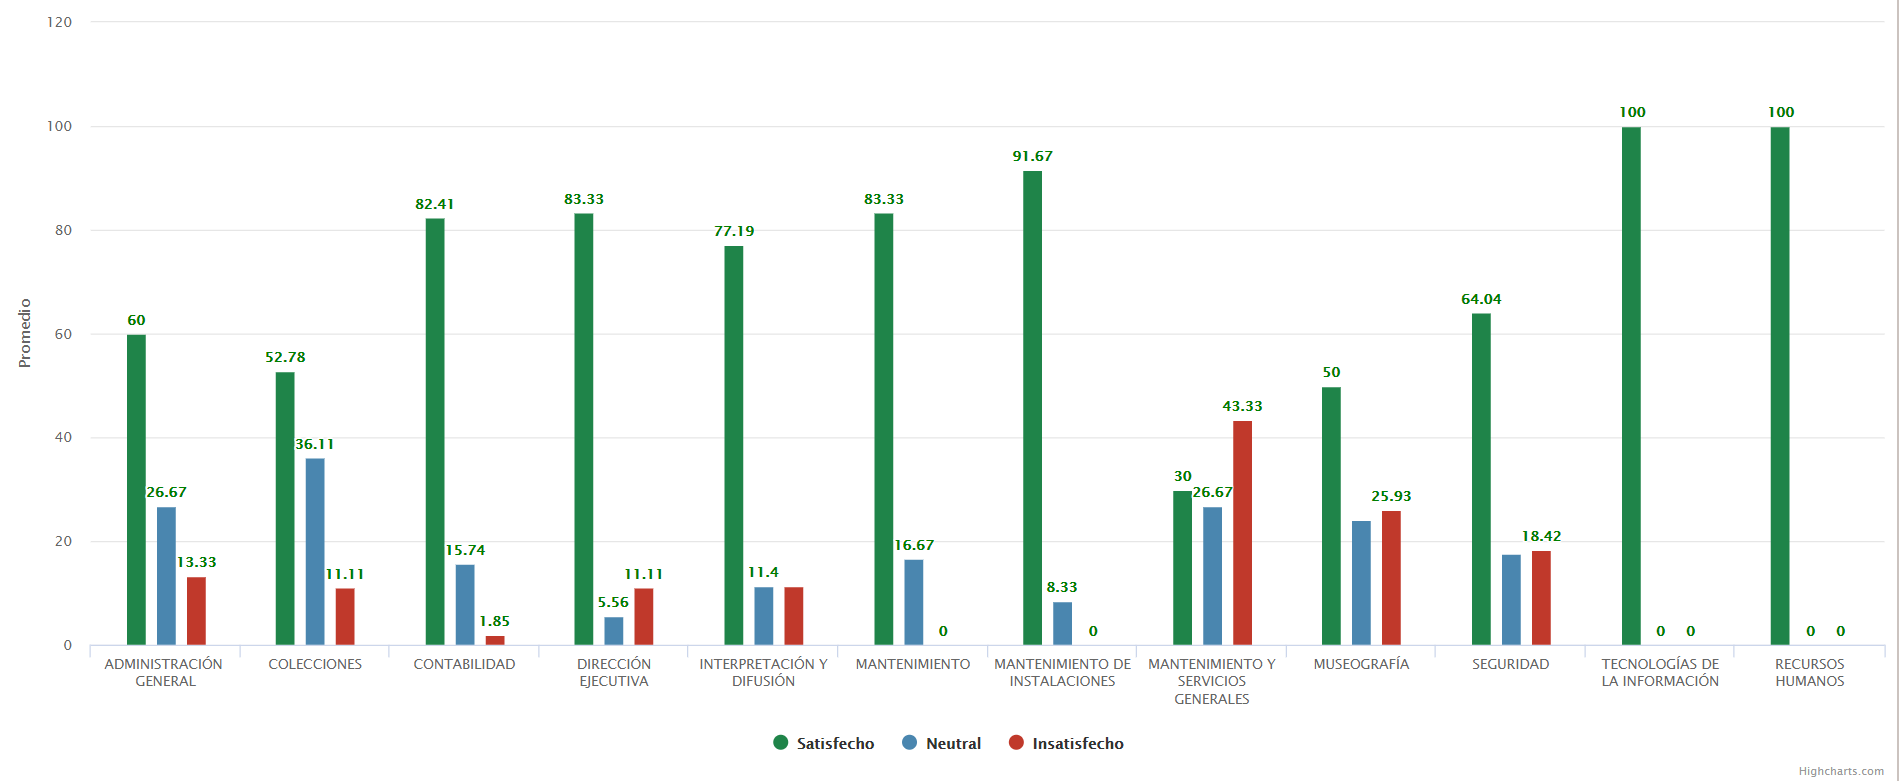 120
100
80
60
40
20
0
Promedio
60
26.67
13.33
52.78
36.11
11.11
82.41
15.74
1.85
83.33
5.56
11.11
77.19
11.4
83.33
16.67
0
91.67
8.33
0
30
26.67
43.33
50
25.93
64.04
18.42
100
0
0
100
0
0
ADMINISTRACIÓN
GENERAL
COLECCIONES
CONTABILIDAD
DIRECCIÓN
EJECUTIVA
INTERPRETACIÓN Y
DIFUSIÓN
MANTENIMIENTO
MANTENIMIENTO DE
INSTALACIONES
MANTENIMIENTO Y
SERVICIOS
GENERALES
MUSEOGRAFÍA
SEGURIDAD
TECNOLOGÍAS DE
LA INFORMACIÓN
RECURSOS
HUMANOS
Satisfecho
Neutral
Insatisfecho
Highcharts.com